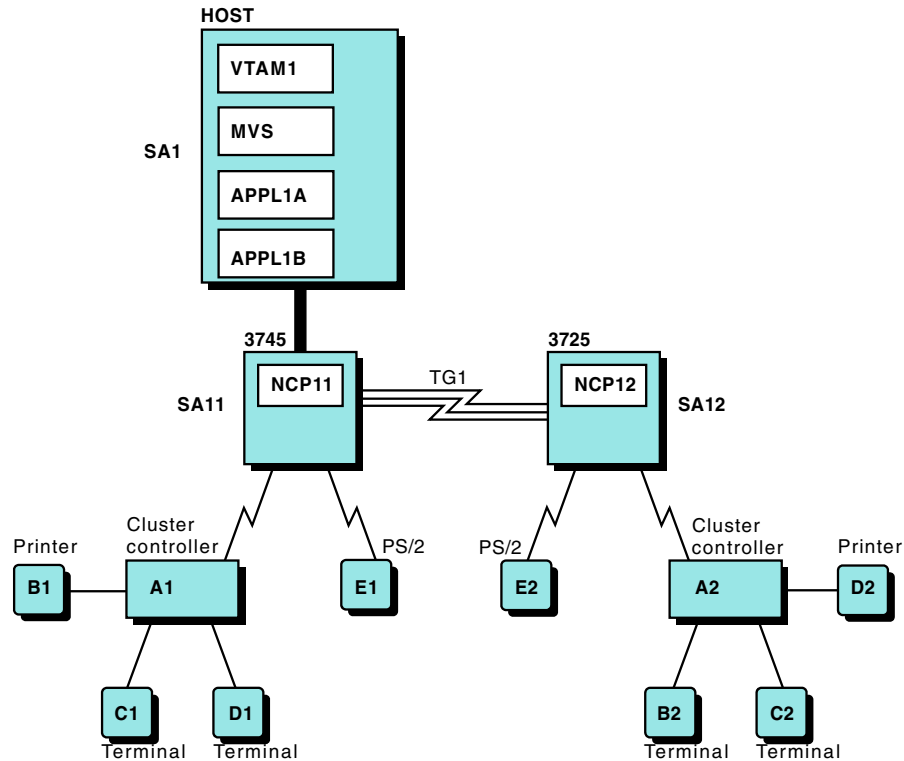 HOST
VTAM1
MVS
SA1
APPL1A
APPL1B
3745
3725
NCP11
TG1
NCP12
SA11
SA12
Cluster
controller
Cluster
controller
Printer
PS/2
PS/2
Printer
B1
A1
E1
E2
A2
D2
C1
D1
B2
C2
Terminal
Terminal
Terminal
Terminal